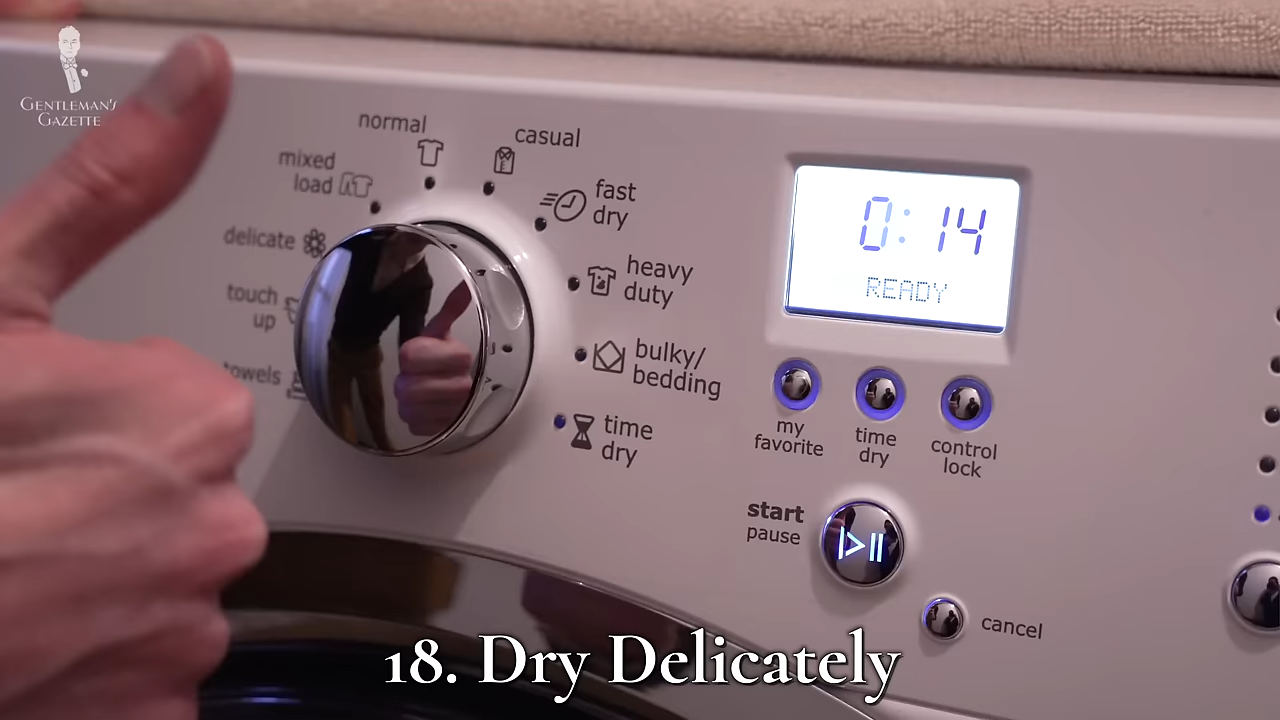 GENTLEMAN'S
GAZETTE
normal
casual
mixed
load
fast
dry
delicate
heavy
duty
touch
up
bulky/
bedding
towels
time
dry
0:14
READY
my
favorite
time
dry
control
lock
start
pause
cancel
18. Dry Delicately